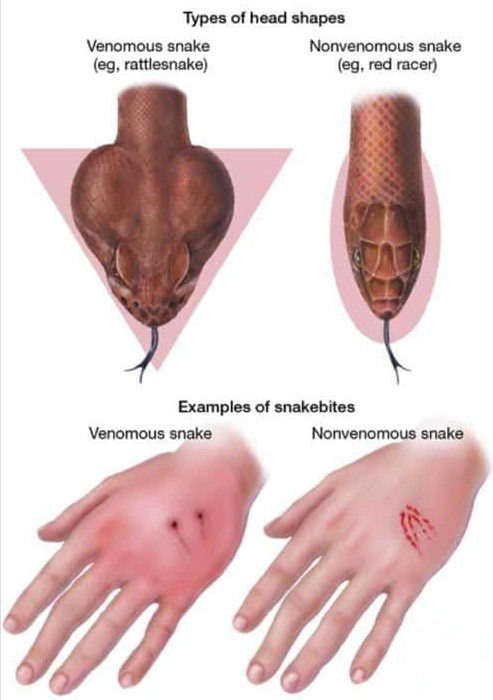 Types of head shapes
Venomous snake
(eg, rattlesnake)
Nonvenomous snake
(eg, red racer)
Examples of snakebites
Venomous snake
Nonvenomous snake